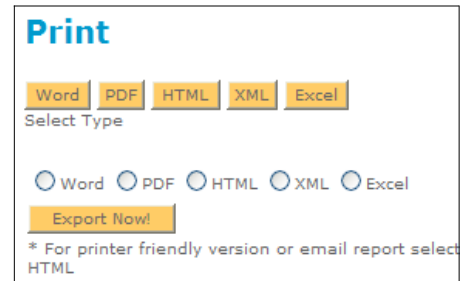 Print
Word PDF HTML XML Excel
Select Type
Word PDF HTML XML Excel
Export Now!
* For printer friendly version or email report select
HTML